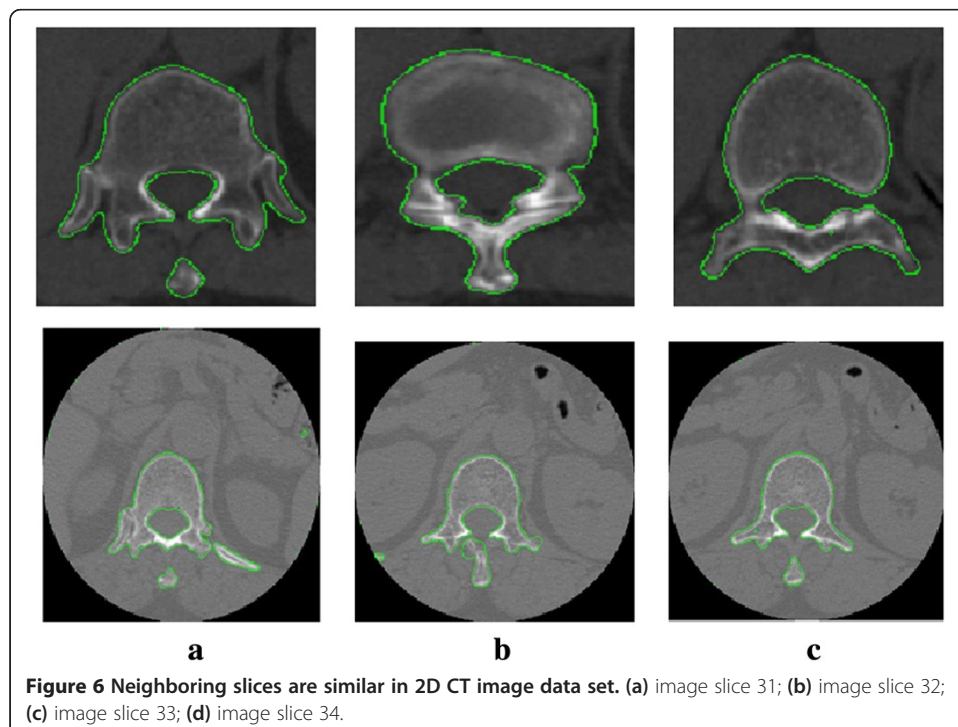 a b c
Figure 6 Neighboring slices are similar in 2D CT image data set. (a) image slice 31; (b) image slice 32;
(c) image slice 33; (d) image slice 34.